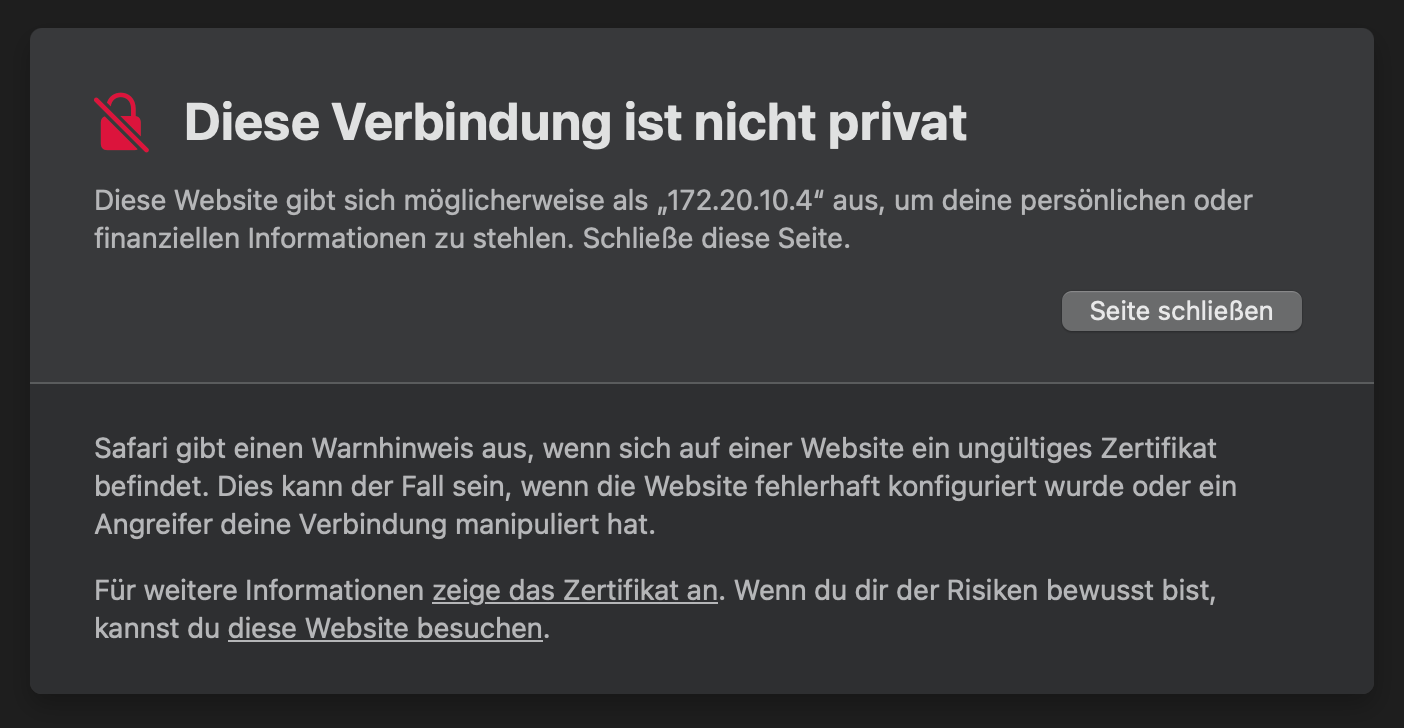 Diese Verbindung ist nicht privat
Diese Website gibt sich möglicherweise als „172.20.10.4“ aus, um deine persönlichen oder
finanziellen Informationen zu stehlen. Schließe diese Seite.
Seite schließen
Safari gibt einen Warnhinweis aus, wenn sich auf einer Website ein ungültiges Zertifikat
befindet. Dies kann der Fall sein, wenn die Website fehlerhaft konfiguriert wurde oder ein
Angreifer deine Verbindung manipuliert hat.
Für weitere Informationen zeige das Zertifikat an. Wenn du dir der Risiken bewusst bist,
kannst du diese Website besuchen.